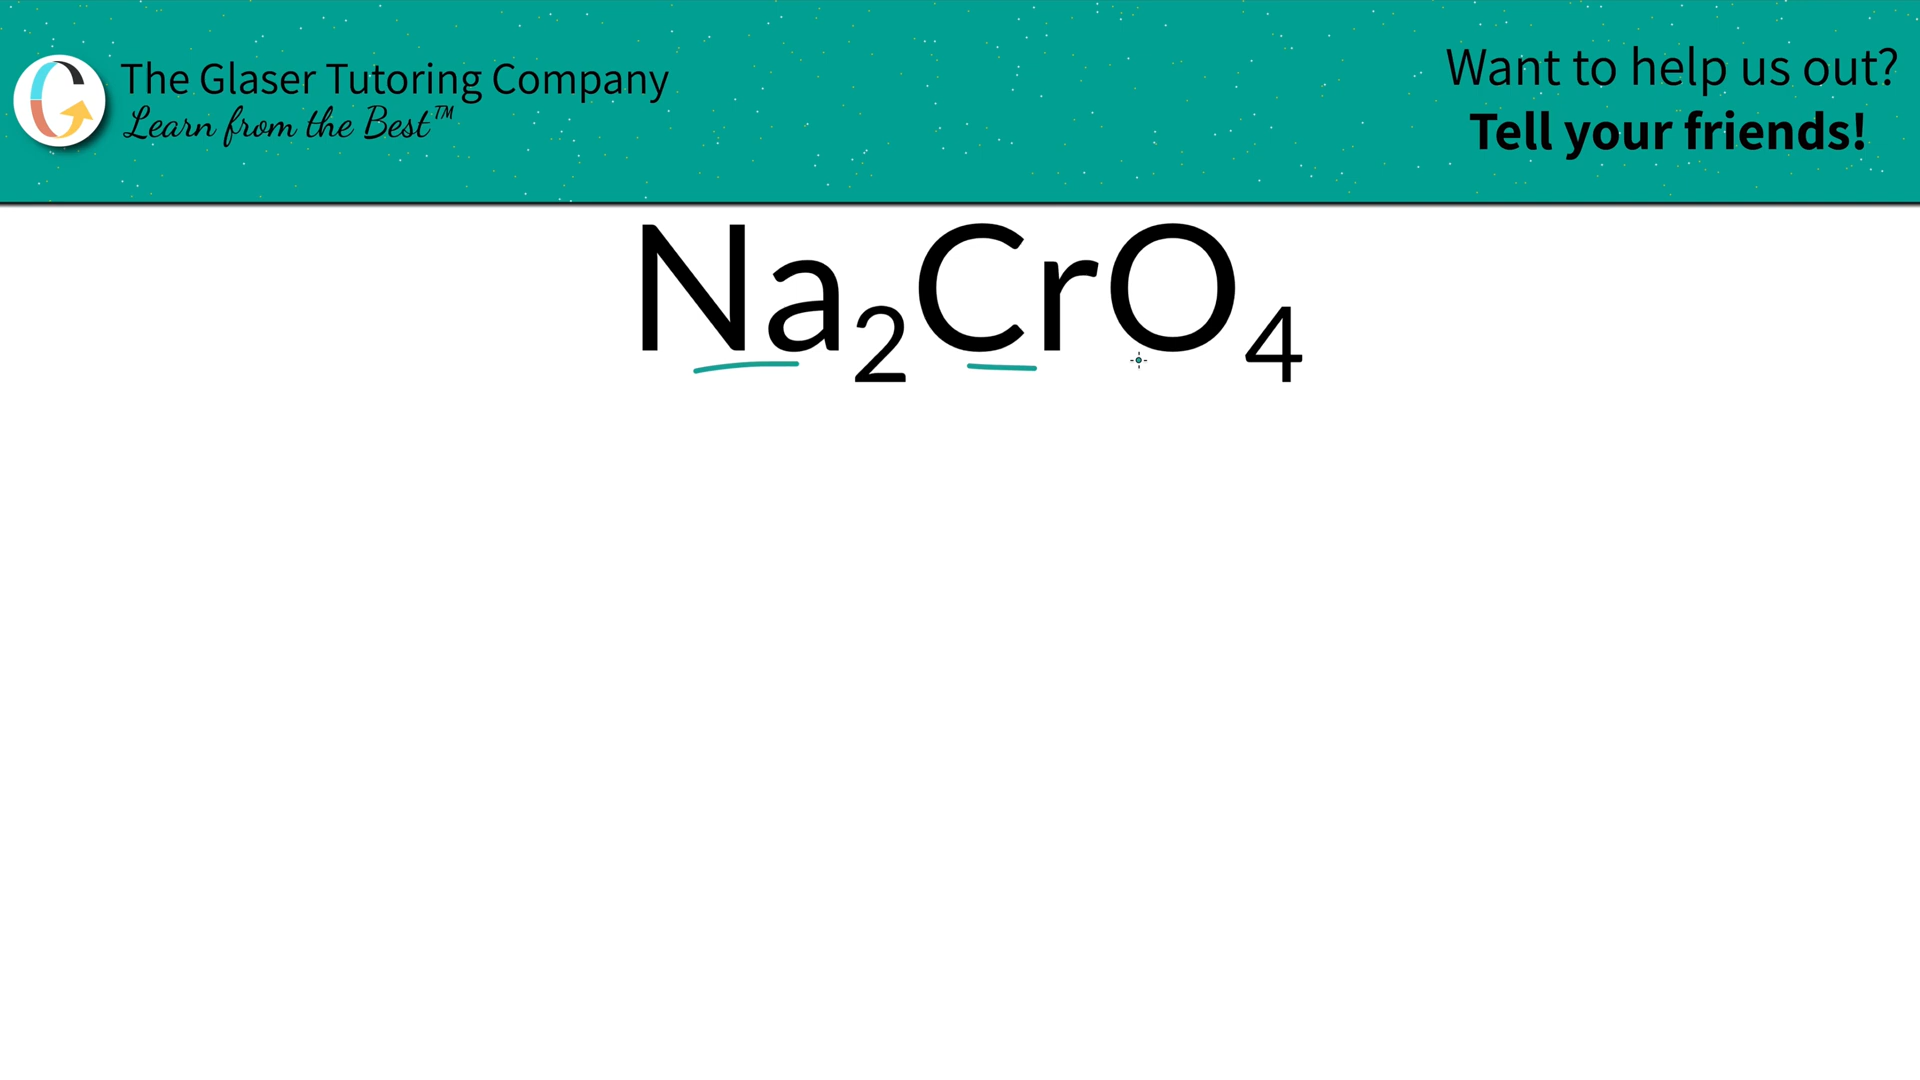 The Glaser Tutoring Company
Learn from the Best™
Want to help us out?
Tell your friends!
Na₂CrO₄